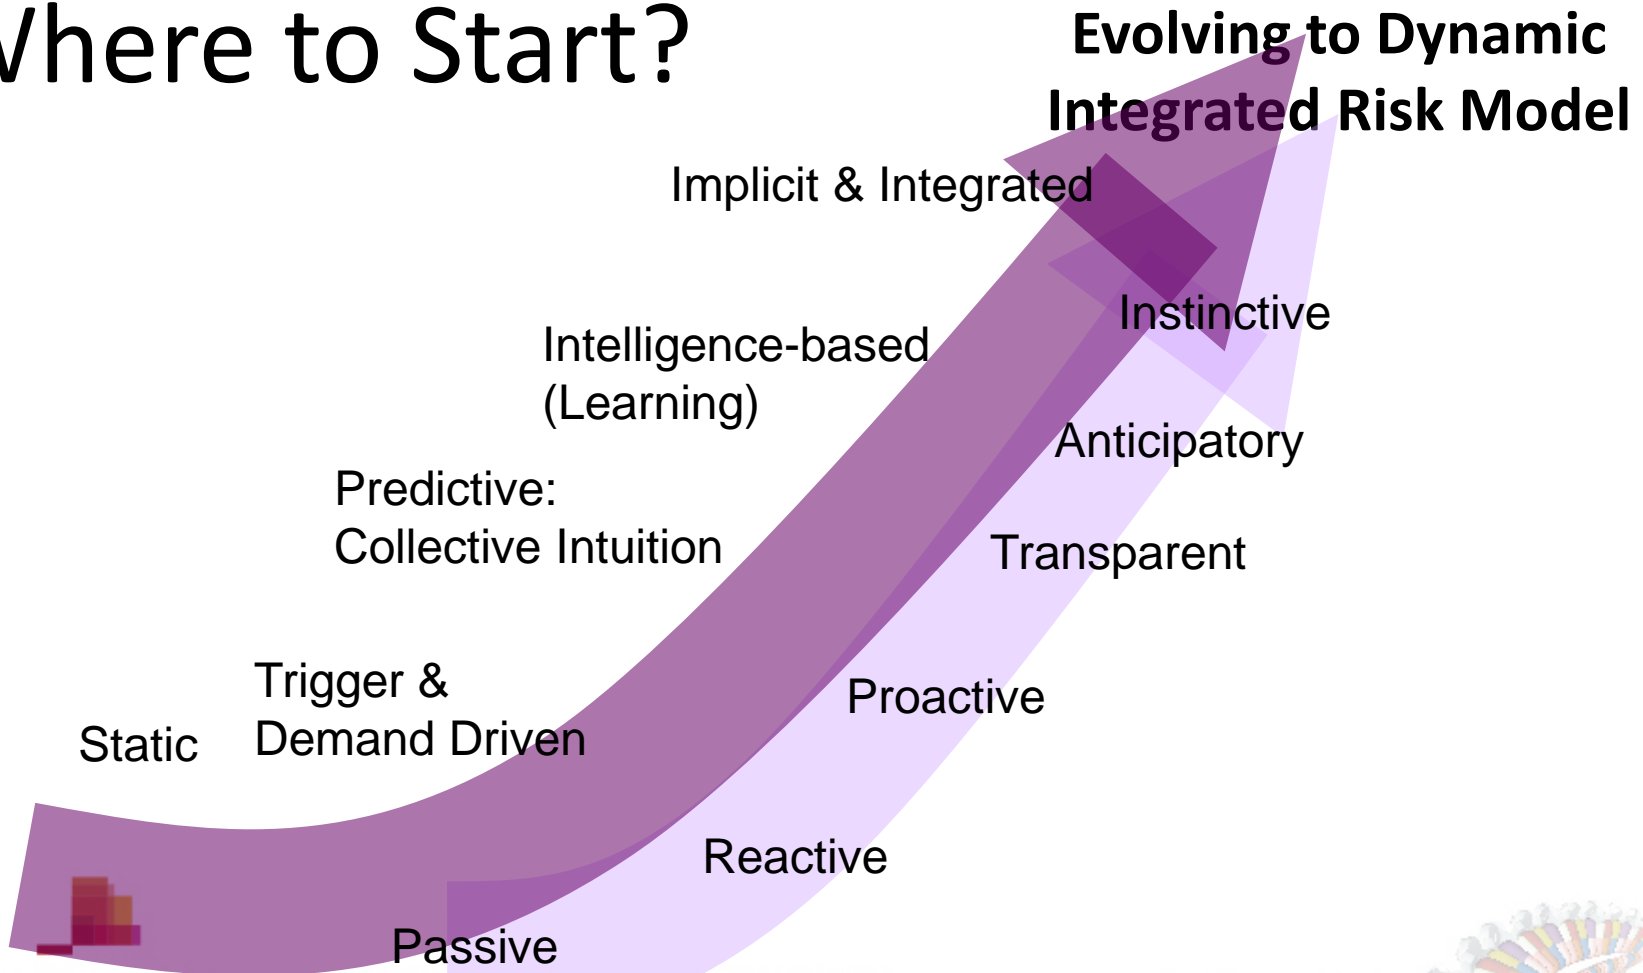 Where to Start?
Evolving to Dynamic
Integrated Risk Model
Implicit & Integrated
Instinctive
Intelligence-based
(Learning)
Anticipatory
Predictive:
Collective Intuition
Transparent
Trigger &
Demand Driven
Static
Proactive
Reactive
Passive